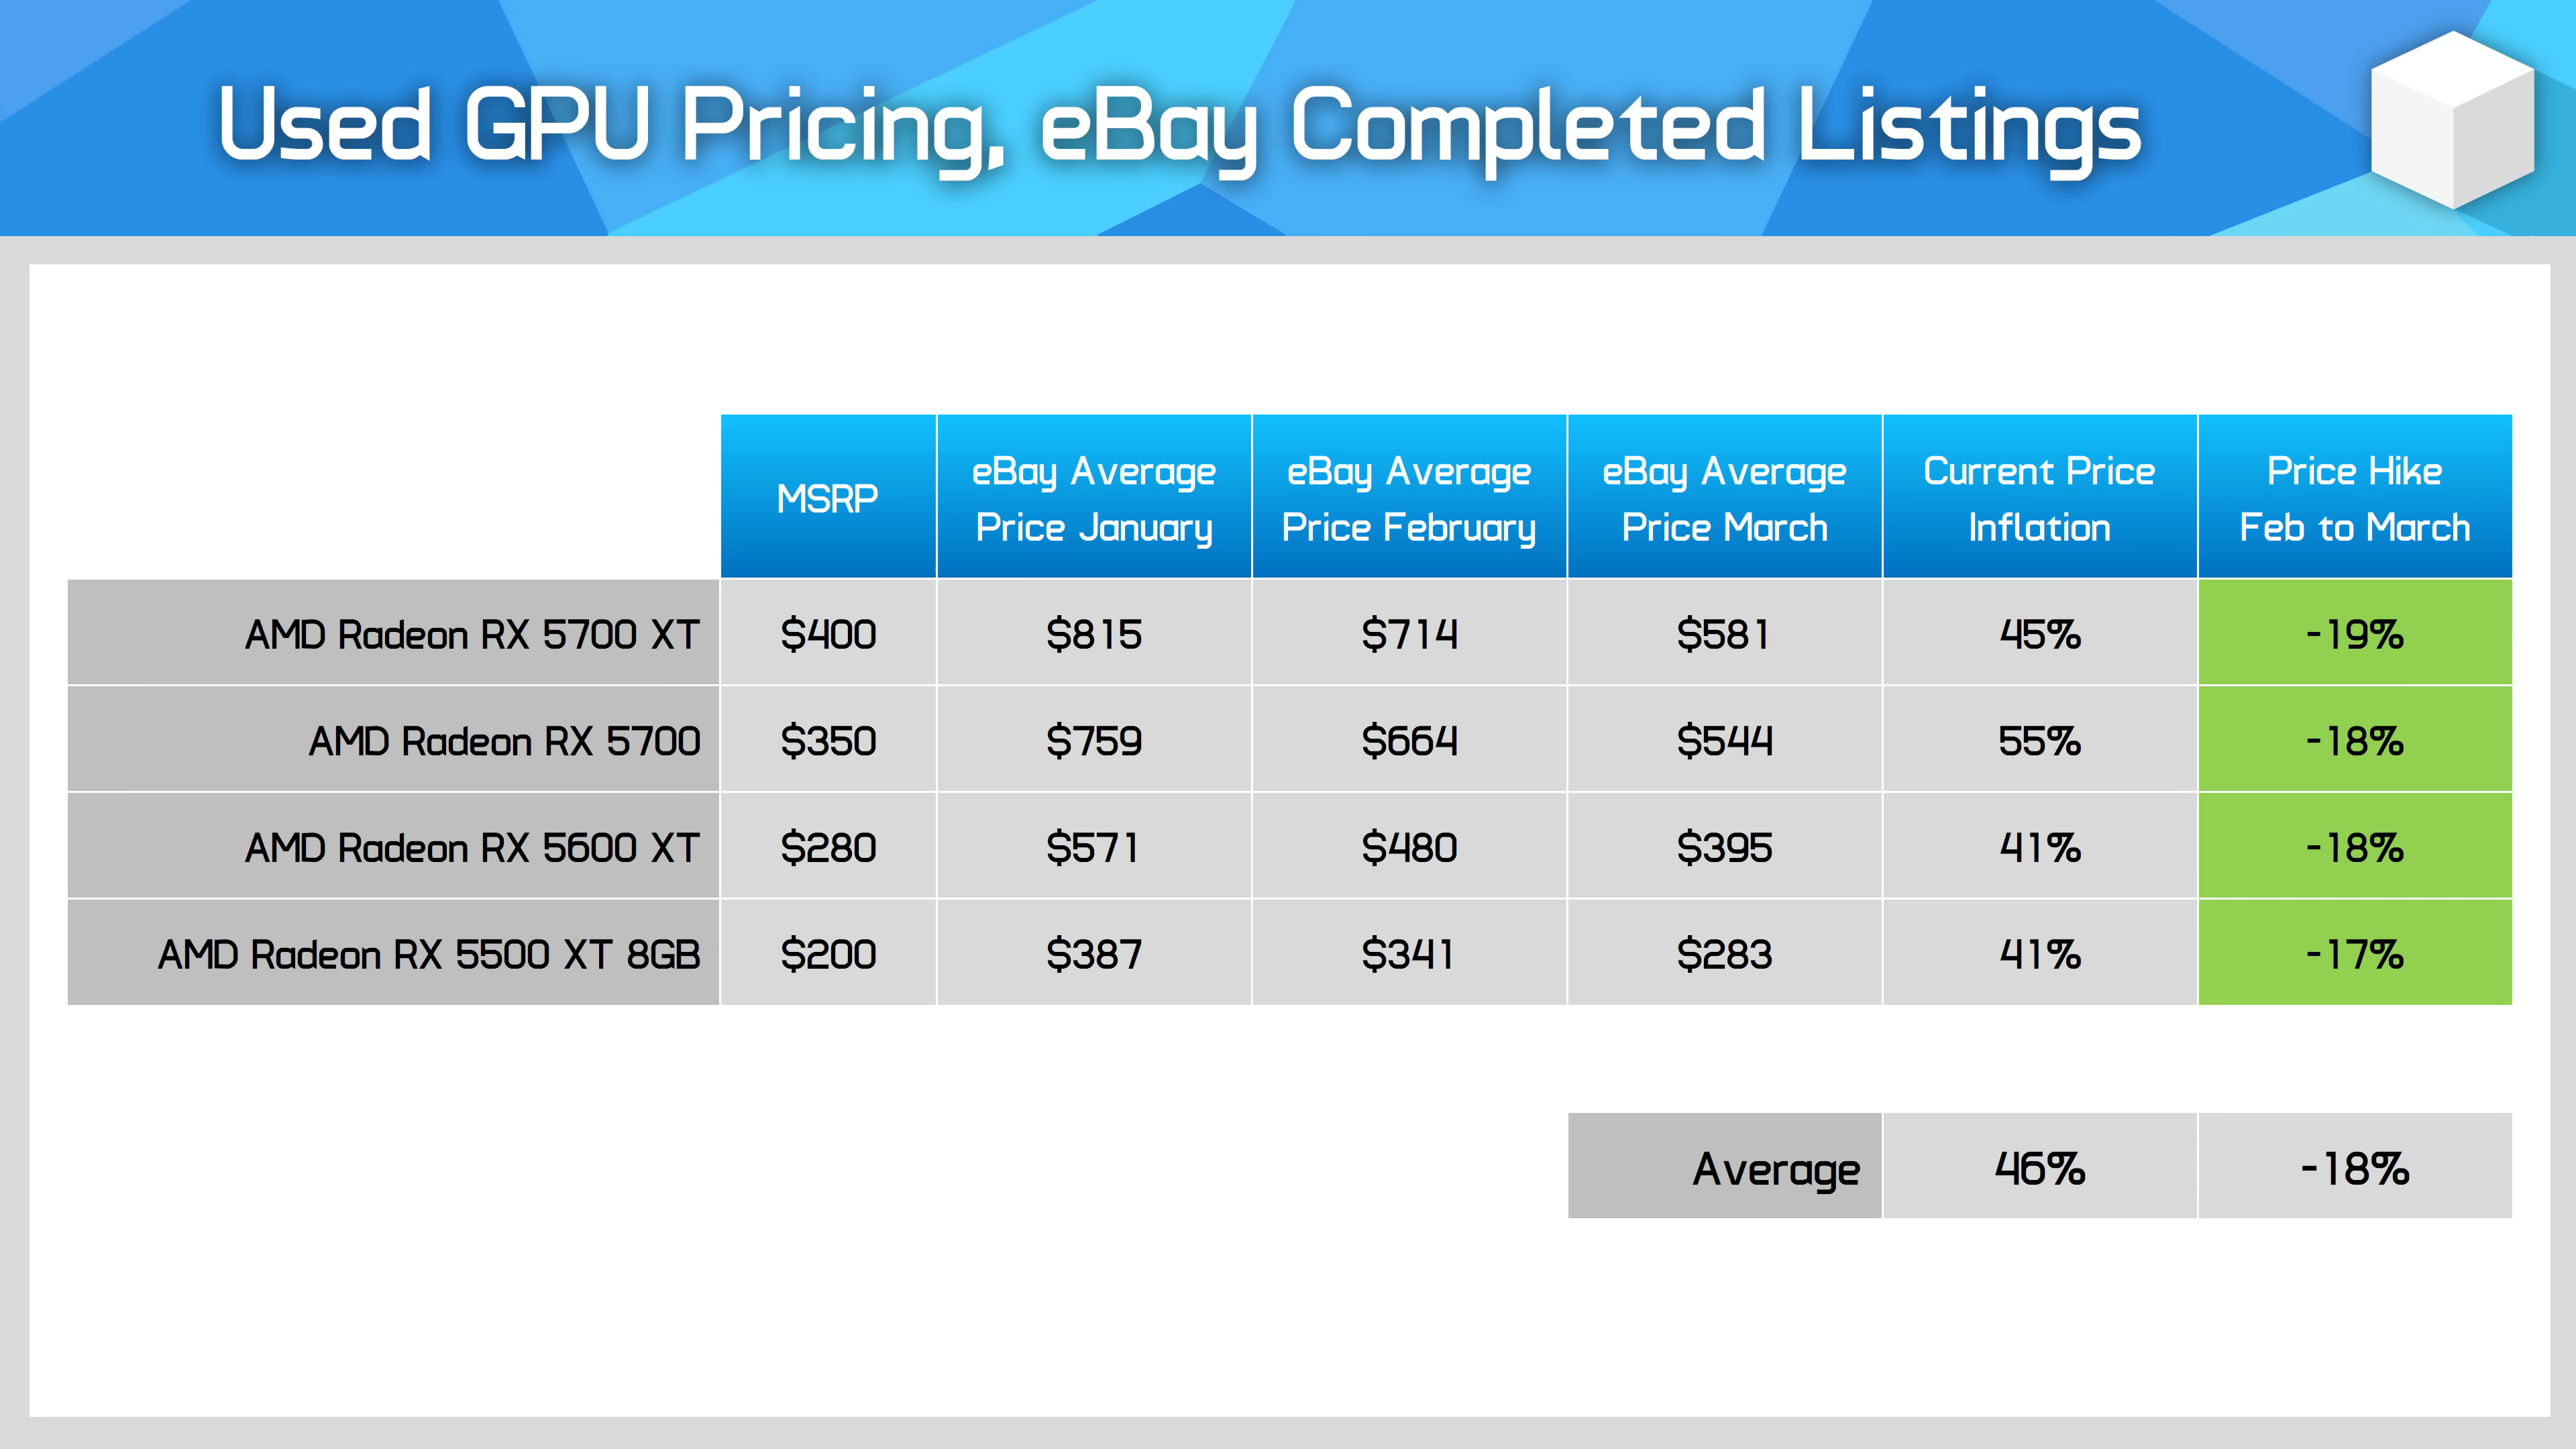 Used GPU Pricing, eBay Completed Listings
MSRP
eBay Average
Price January
eBay Average
Price February
eBay Average
Price March
Current Price
Inflation
Price Hike
Feb to March
AMD Radeon RX 5700 XT $400 $815 $714 $581 45% -19%
AMD Radeon RX 5700 $350 $759 $664 $544 55% -18%
AMD Radeon RX 5600 XT $280 $571 $480 $395 41% -18%
AMD Radeon RX 5500 XT 8GB $200 $387 $341 $283 41% -17%
Average 46% -18%